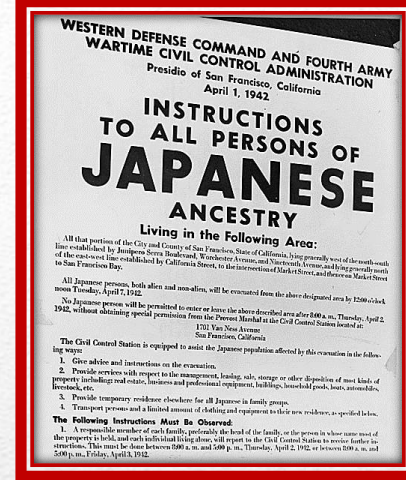 WESTERN DEFENSE COMMAND AND FOURTH ARMY
WARTIME CIVIL CONTROL ADMINISTRATION
Presidio of San Francisco, California
April 1, 1942
INSTRUCTIONS
TO ALL PERSONS OF
JAPANESE
ANCESTRY
Living in the Following Area:
All that portion of the City and County of San Francisco, State of California, lying generally west of the north-south
line established by Junipero Serra Boulevard, Worchester Avenue, and Nineteenth Avenue, and lying generally north
of the east-west line established by California Street, to the intersection of Market Street, and thence on Market Street
to San Francisco Bay.
All Japanese persons, both alien and non-alien, will be evacuated from the above designated area by 12:00 o'clock
noon Tuesday, April 7, 1942.
No Japanese person will be permitted to enter or leave the above described area after 8:00 a. m., Thursday, April 2,
1942, without obtaining special permission from the Provost Marshal at the Civil Control Station located at:
1701 Van Ness Avenue
San Francisco, California
The Civil Control Station is equipped to assist the Japanese population affected by this evacuation in the follow-
ing ways:
1. Give advice and instructions on the evacuation.
2. Provide services with respect to the management, leasing, sale, storage or other disposition of most kinds of
property including: real estate, business and professional equipment, buildings, household goods, boats, automobiles,
livestock, etc.
3. Provide temporary residence elsewhere for all Japanese in family groups.
4. Transport persons and a limited amount of clothing and equipment to their new residence, as specified below.
The Following Instructions Must Be Observed:
1. A responsible member of each family, preferably the head of the family, or the person in whose name most of
the property is held, and each individual living alone, will report to the Civil Control Station to receive further in-
structions. This must be done between 8:00 a. m. and 5:00 p. m., Thursday, April 2, 1942, or between 8:00 a. m. and
5:00 p. m., Friday, April 3, 1942.